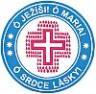 Ó JEŽÍŠI! Ó MARIA!
Ó SRDCE LÁSKY!